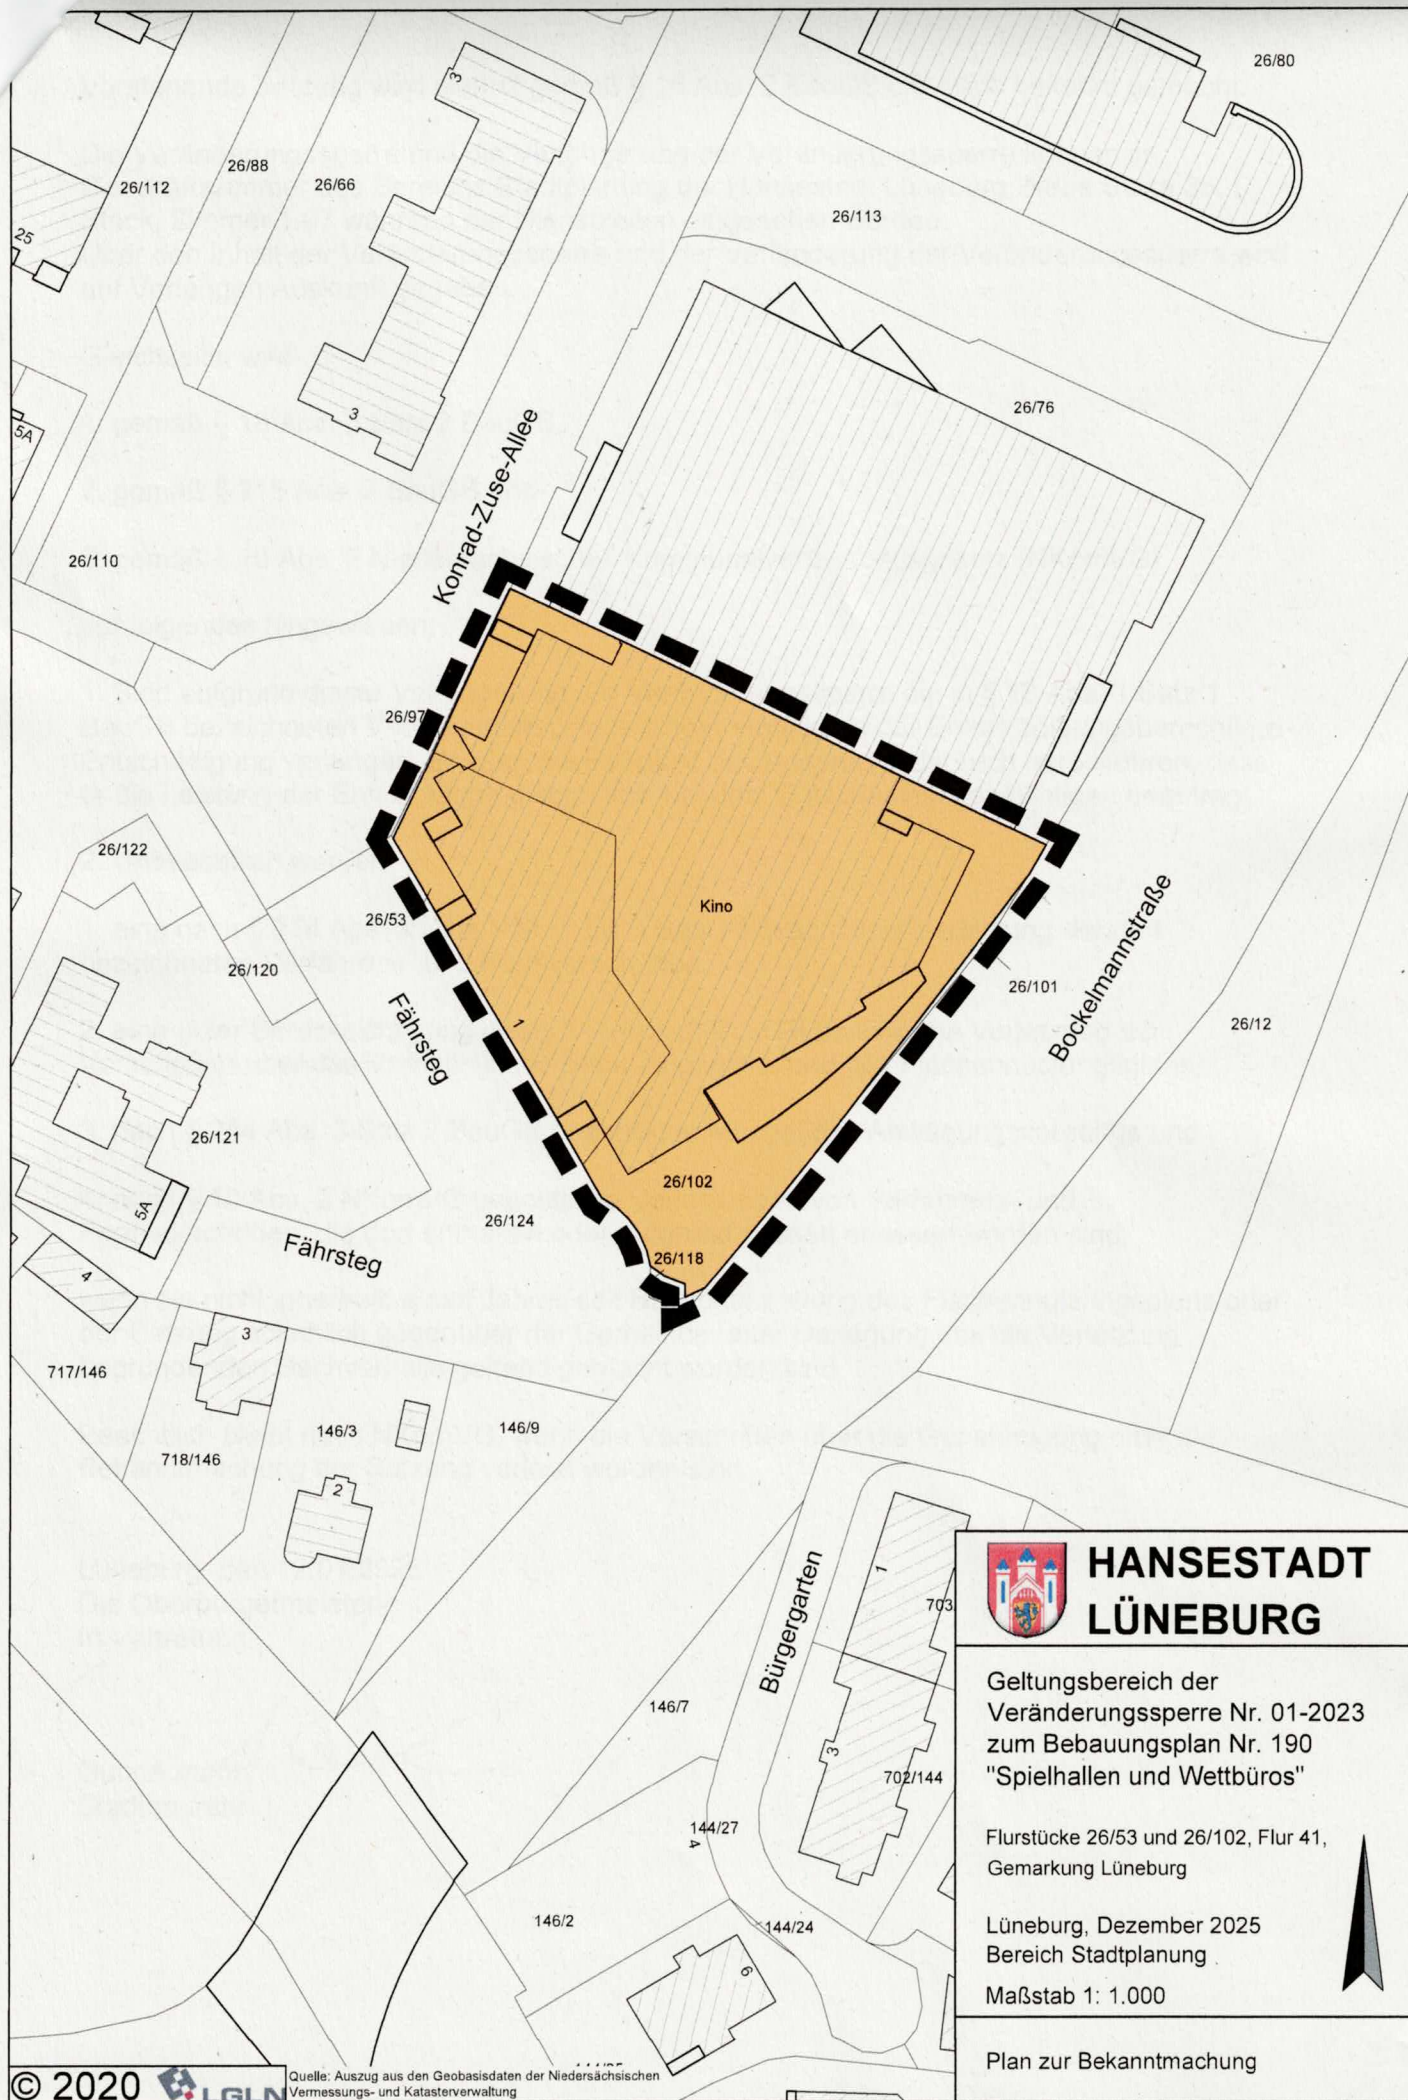 26/80
3
26/88
26/112
26/66
26/113
25
26/76
3
5A
Konrad-Zuse-Allee
26/110
26/97
26/122
Kino
26/53
26/120
26/101
Bockelmannstraße
26/12
Fährsteg
1
26/121
26/102
5A
26/124
Fährsteg
26/118
4
3
717/146
146/3
146/9
718/146
2
Bürgergarten
1
703
HANSESTADT
LÜNEBURG
Geltungsbereich der
Veränderungssperre Nr. 01-2023
zum Bebauungsplan Nr. 190
"Spielhallen und Wettbüros"
146/7
3
702/144
144/27
4
Flurstücke 26/53 und 26/102, Flur 41,
Gemarkung Lüneburg
146/2
144/24
6
Lüneburg, Dezember 2025
Bereich Stadtplanung
Maßstab 1: 1.000
Plan zur Bekanntmachung
© 2020 LGLN
Quelle: Auszug aus den Geobasisdaten der Niedersächsischen
Vermessungs- und Katasterverwaltung